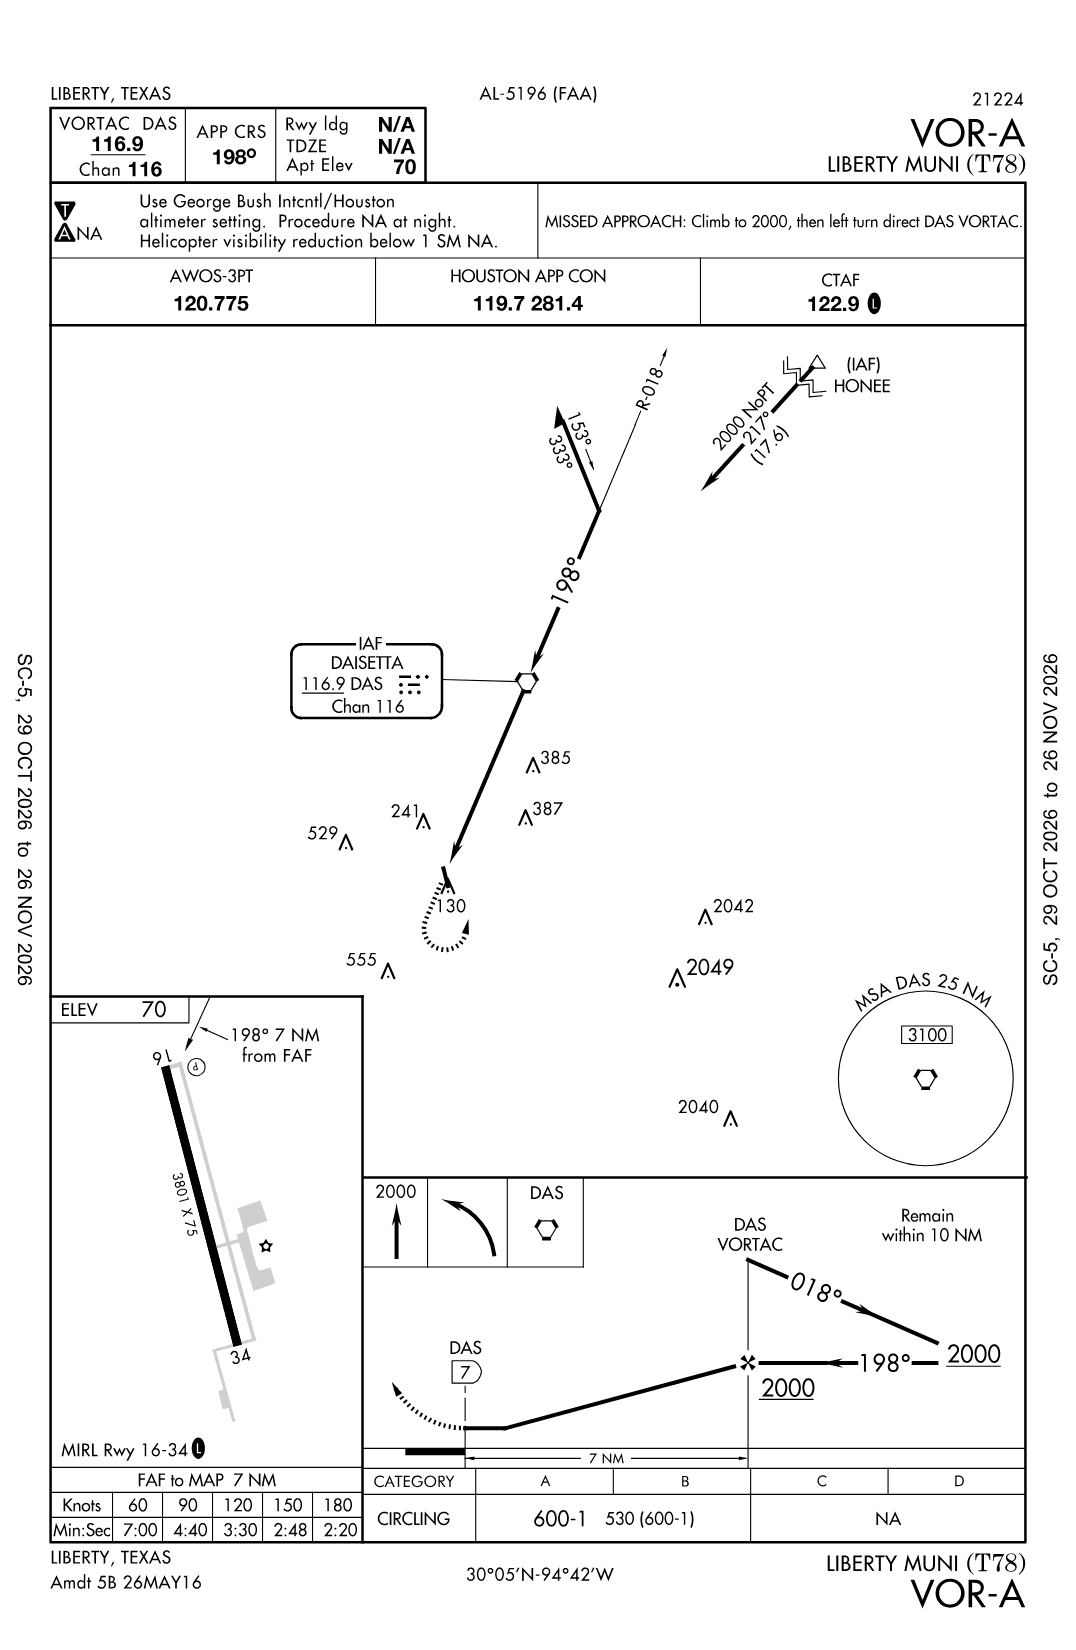 LIBERTY, TEXAS
AL-5196 (FAA)
21224
VOR-A
LIBERTY MUNI (T78)
VORTAC DAS
116.9
Chan 116
APP CRS
198°
Rwy ldg N/A
TDZE N/A
Apt Elev 70
T
A NA
Use George Bush Intcntl/Houston
altimeter setting. Procedure NA at night.
Helicopter visibility reduction below 1 SM NA.
MISSED APPROACH: Climb to 2000, then left turn direct DAS VORTAC.
AWOS-3PT
120.775
HOUSTON APP CON
119.7 281.4
CTAF
122.9 L
R-018
(IAF)
HONEE
2000 NoPT
217°
(17.6)
153°
333°
198°
IAF
DAISETTA
116.9 DAS
Chan 116
385
387
241
529
130
2042
555
2049
2040
MSA DAS 25 NM
3100
SC-5, 29 OCT 2026 to 26 NOV 2026
SC-5, 29 OCT 2026 to 26 NOV 2026
ELEV 70
198° 7 NM
from FAF
16
P
3801 X 75
34
MIRL Rwy 16-34 L
FAF to MAP 7 NM
Knots 60 90 120 150 180
Min:Sec 7:00 4:40 3:30 2:48 2:20
2000
DAS
DAS
VORTAC
Remain
within 10 NM
018°
2000
198°
2000
DAS
7
7 NM
CATEGORY A B C D
CIRCLING 600-1 530 (600-1) NA
LIBERTY, TEXAS
Amdt 5B 26MAY16
30°05'N-94°42'W
LIBERTY MUNI (T78)
VOR-A